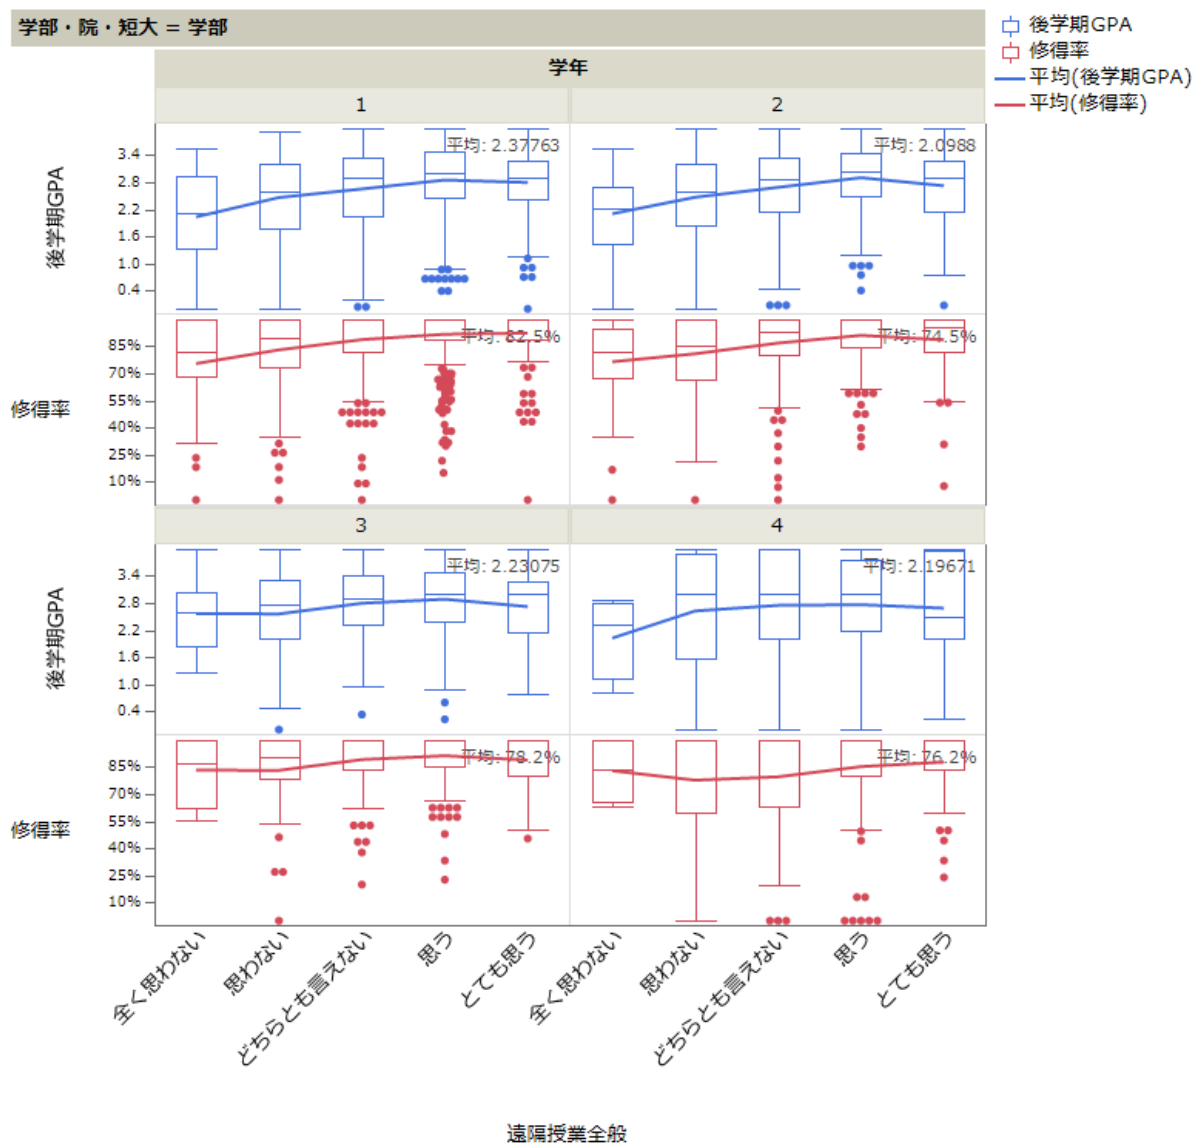 学部・院・短大 = 学部
後学期GPA
修得率
平均(後学期GPA)
平均(修得率)
学年
1
2
後学期GPA
3.4
2.8
2.2
1.6
1.0
0.4
平均: 2.37763
平均: 2.0988
修得率
85%
70%
55%
40%
25%
10%
平均: 82.5%
平均: 74.5%
3
4
後学期GPA
3.4
2.8
2.2
1.6
1.0
0.4
平均: 2.23075
平均: 2.19671
修得率
85%
70%
55%
40%
25%
10%
平均: 78.2%
平均: 76.2%
全く思わない
思わない
どちらとも言えない
思う
とても思う
全く思わない
思わない
どちらとも言えない
思う
とても思う
遠隔授業全般